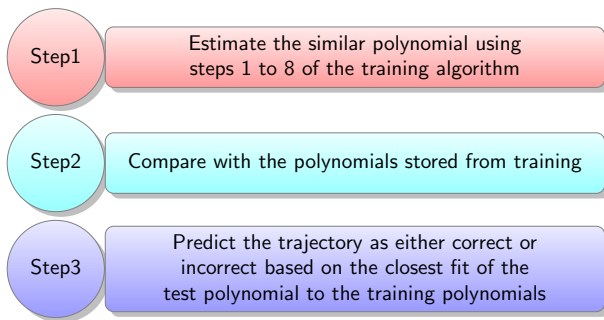 Step1
Estimate the similar polynomial using
steps 1 to 8 of the training algorithm
Step2
Compare with the polynomials stored from training
Step3
Predict the trajectory as either correct or
incorrect based on the closest fit of the
test polynomial to the training polynomials